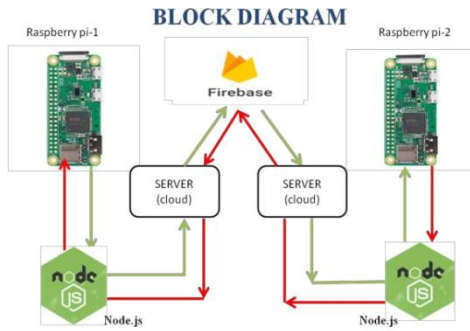 BLOCK DIAGRAM
Raspberry pi-1
Raspberry pi-2
Firebase
SERVER
(cloud)
SERVER
(cloud)
node
JS
node
JS
Node.js
Node.js